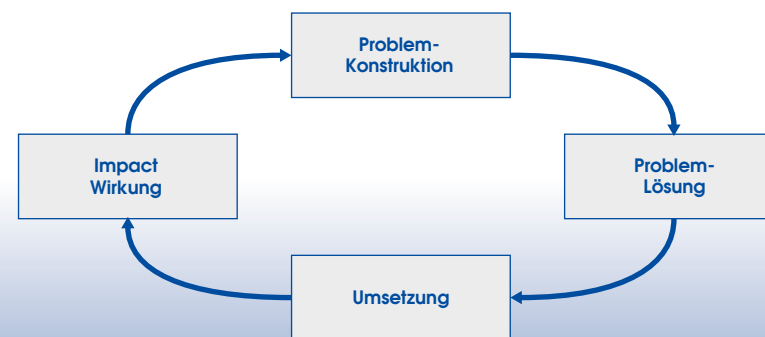 Problem-
Konstruktion
Impact
Wirkung
Problem-
Lösung
Umsetzung